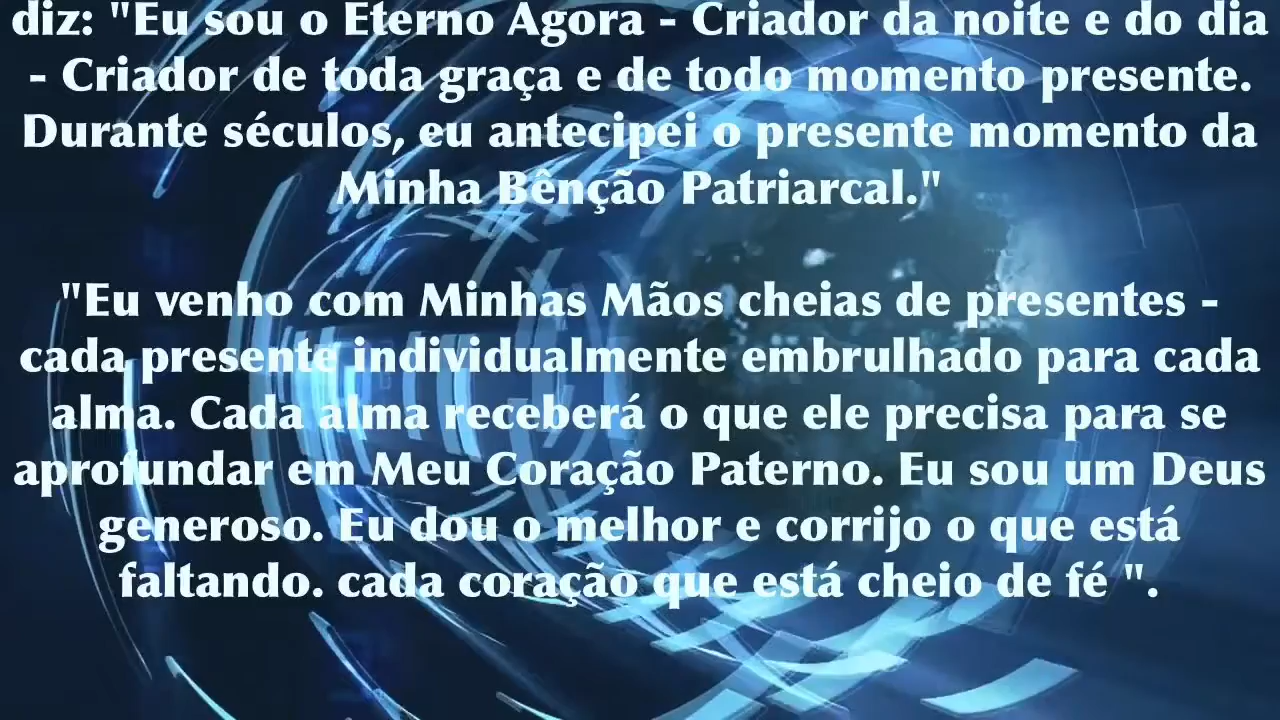 diz: "Eu sou o Eterno Agora - Criador da noite e do dia
- Criador de toda graça e de todo momento presente.
Durante séculos, eu antecipei o presente momento da
Minha Bênção Patriarcal."
"Eu venho com Minhas Mãos cheias de presentes -
cada presente individualmente embrulhado para cada
alma. Cada alma receberá o que ele precisa para se
aprofundar em Meu Coração Paterno. Eu sou um Deus
generoso. Eu dou o melhor e corrijo o que está
faltando. cada coração que está cheio de fé ".